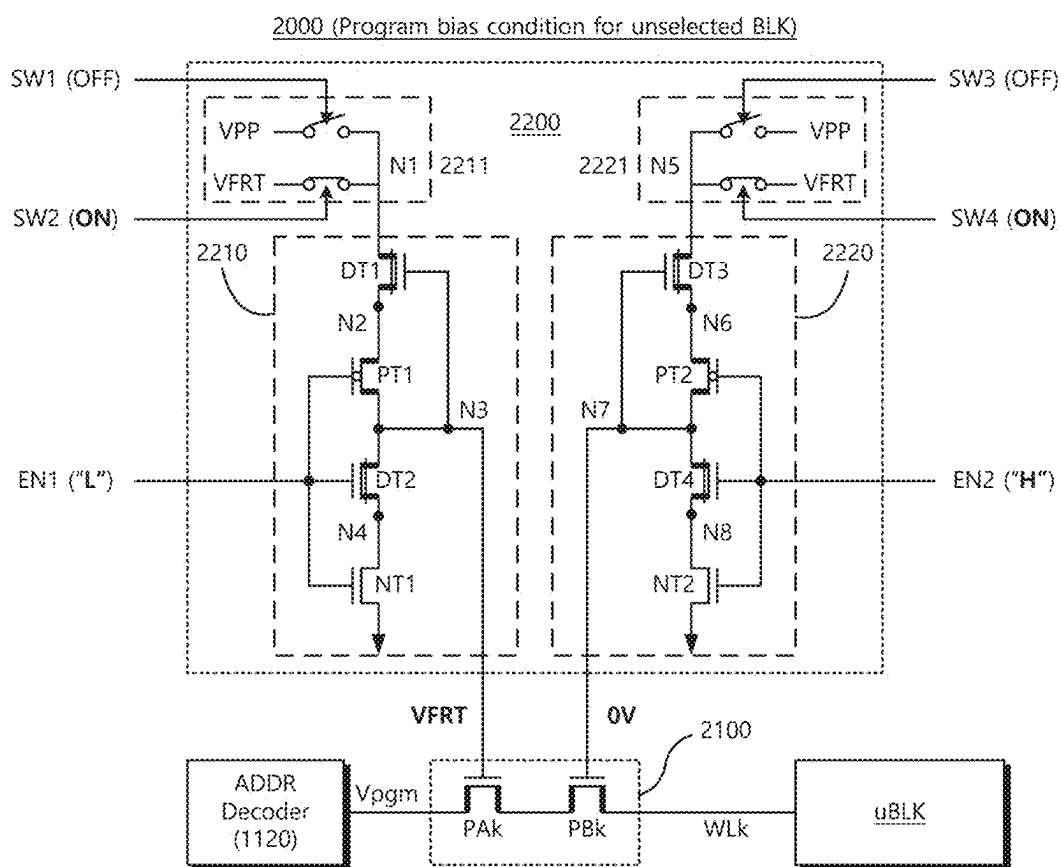 2000 (Program bias condition for unselected BLK)
SW1 (OFF)
SW3 (OFF)
VPP
2200
VPP
N1
2211
2221
N5
VFRT
VFRT
SW2 (ON)
SW4 (ON)
2210
2220
DT1
DT3
N2
N6
PT1
PT2
N3
N7
EN1 ("L")
DT2
DT4
EN2 ("H")
N4
N8
NT1
NT2
VFRT
0V
2100
ADDR
Decoder
(1120)
Vpgm
PAk
PBk
WLk
uBLK